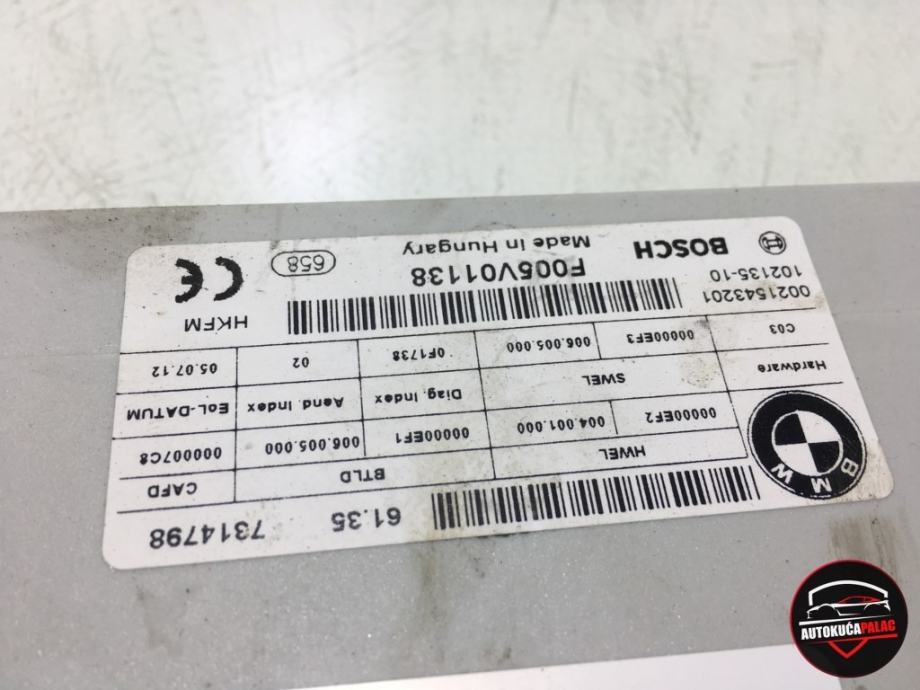 BMW
61.35 7314798
HWEL BTLD CAFD
00000EF2 004.001.000 00000EF1 006.005.000 000007C8
Hardware SWEL Diag.Index Aend.Index EoL-DATUM
C03 00000EF3 006.005.000 0F1738 02 05.07.12
0021543201
102135-10
HKFM
F005V01138
BOSCH Made in Hungary
658
CE
AUTOKUĆAPALAC